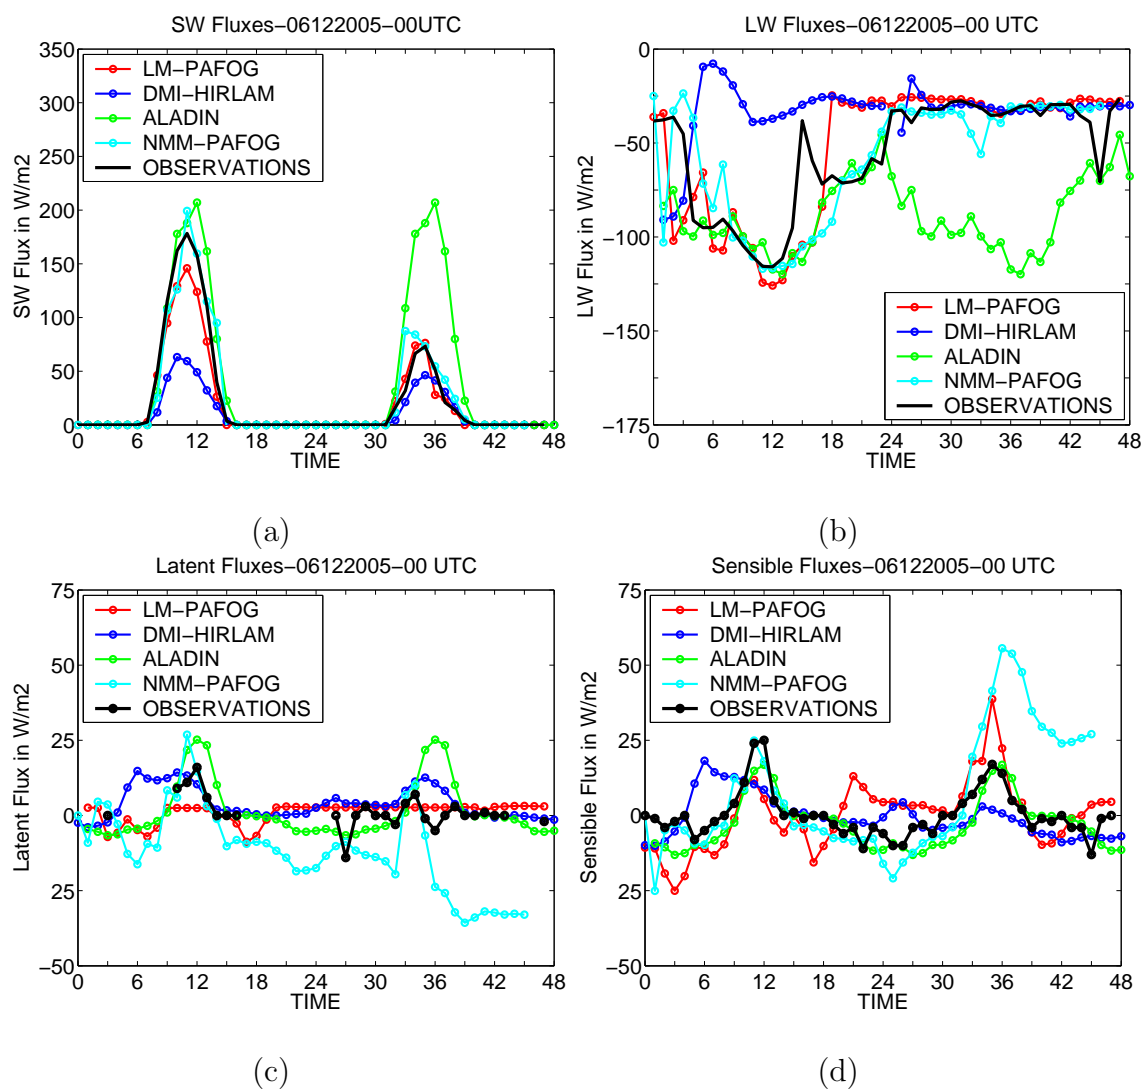 SW Fluxes−06122005−00UTC
350
300
250
200
150
100
50
0
SW Flux in W/m2
LM−PAFOG
DMI−HIRLAM
ALADIN
NMM−PAFOG
OBSERVATIONS
0 6 12 18 24 30 36 42 48
TIME
(a)
LW Fluxes−06122005−00 UTC
0
−50
−100
−150
−175
LW Flux in W/m2
LM−PAFOG
DMI−HIRLAM
ALADIN
NMM−PAFOG
OBSERVATIONS
0 6 12 18 24 30 36 42 48
TIME
(b)
Latent Fluxes−06122005−00 UTC
75
50
25
0
25
−50
Latent Flux in W/m2
LM−PAFOG
DMI−HIRLAM
ALADIN
NMM−PAFOG
OBSERVATIONS
0 6 12 18 24 30 36 42 48
TIME
(c)
Sensible Fluxes−06122005−00 UTC
75
50
25
0
25
−50
Sensible Flux in W/m2
LM−PAFOG
DMI−HIRLAM
ALADIN
NMM−PAFOG
OBSERVATIONS
0 6 12 18 24 30 36 42 48
TIME
(d)